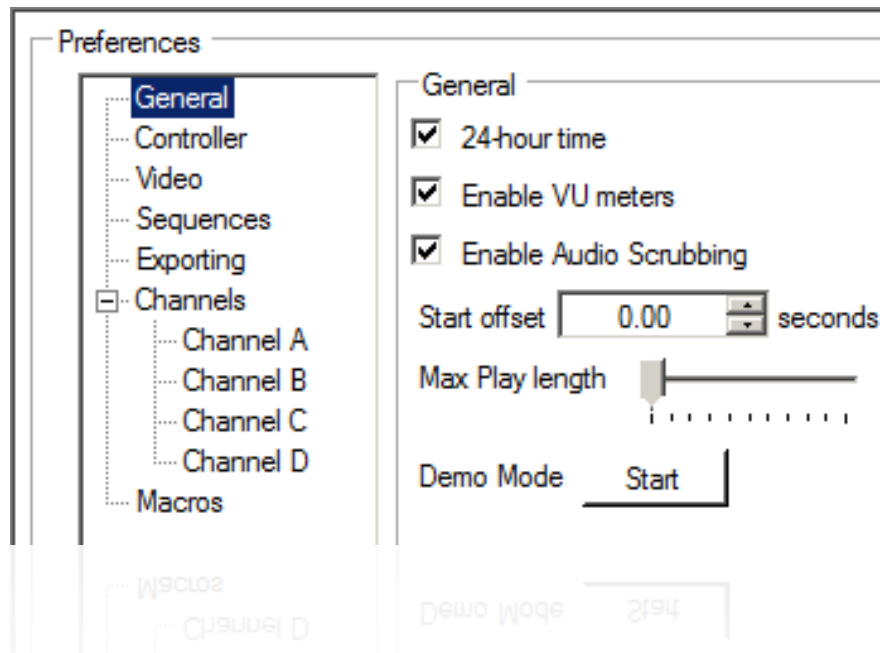 Preferences
General
Controller
Video
Sequences
Exporting
Channels
Channel A
Channel B
Channel C
Channel D
Macros
General
24-hour time
Enable VU meters
Enable Audio Scrubbing
Start offset 0.00 seconds
Max Play length
Demo Mode Start